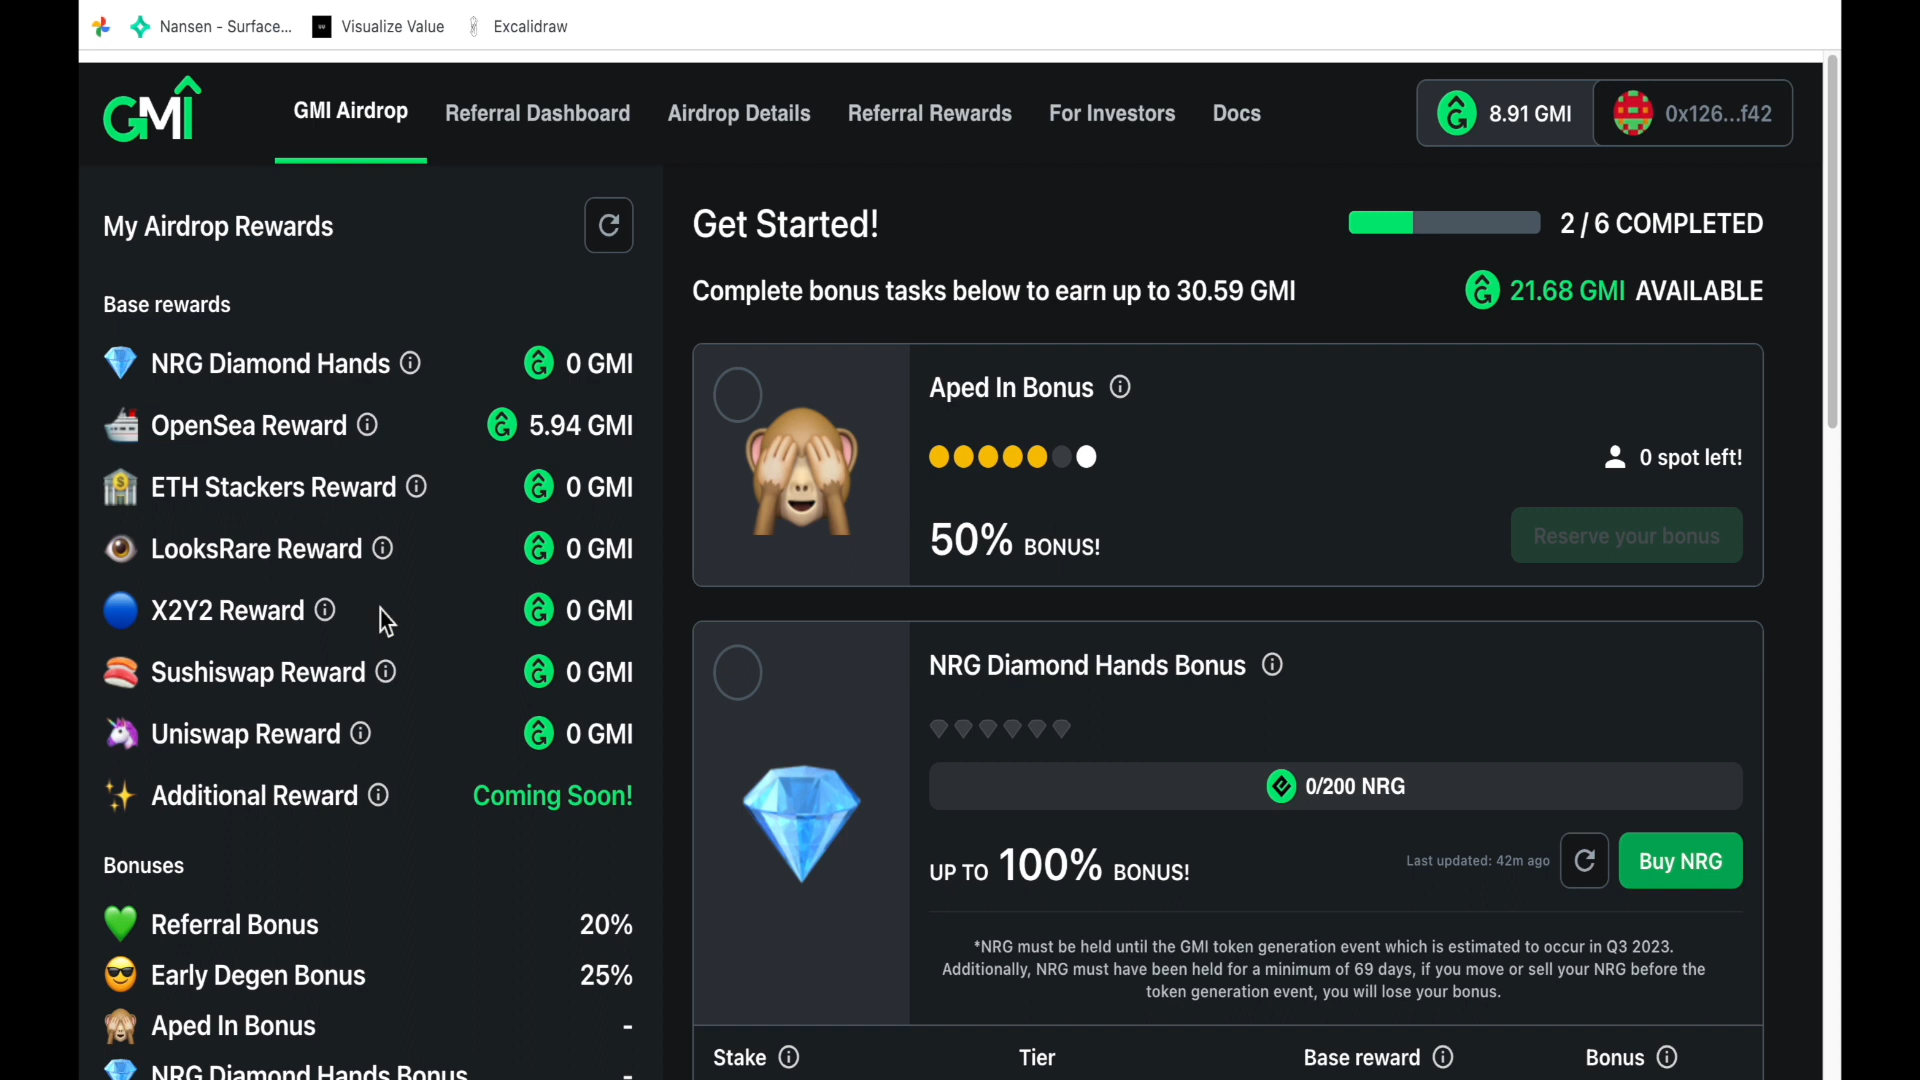 Nansen - Surface...
Visualize Value
Excalidraw
GMI
GMI Airdrop
Referral Dashboard
Airdrop Details
Referral Rewards
For Investors
Docs
8.91 GMI
0x126...f42
My Airdrop Rewards
Base rewards
NRG Diamond Hands
0 GMI
OpenSea Reward
5.94 GMI
ETH Stackers Reward
0 GMI
LooksRare Reward
0 GMI
X2Y2 Reward
0 GMI
Sushiswap Reward
0 GMI
Uniswap Reward
0 GMI
Additional Reward
Coming Soon!
Bonuses
Referral Bonus
20%
Early Degen Bonus
25%
Aped In Bonus
-
NRG Diamond Hands Bonus
-
Get Started!
2 / 6 COMPLETED
Complete bonus tasks below to earn up to 30.59 GMI
21.68 GMI AVAILABLE
Aped In Bonus
0 spot left!
50% BONUS!
Reserve your bonus
NRG Diamond Hands Bonus
0/200 NRG
UP TO 100% BONUS!
Last updated: 42m ago
Buy NRG
*NRG must be held until the GMI token generation event which is estimated to occur in Q3 2023.
Additionally, NRG must have been held for a minimum of 69 days, if you move or sell your NRG before the
token generation event, you will lose your bonus.
Stake
Tier
Base reward
Bonus